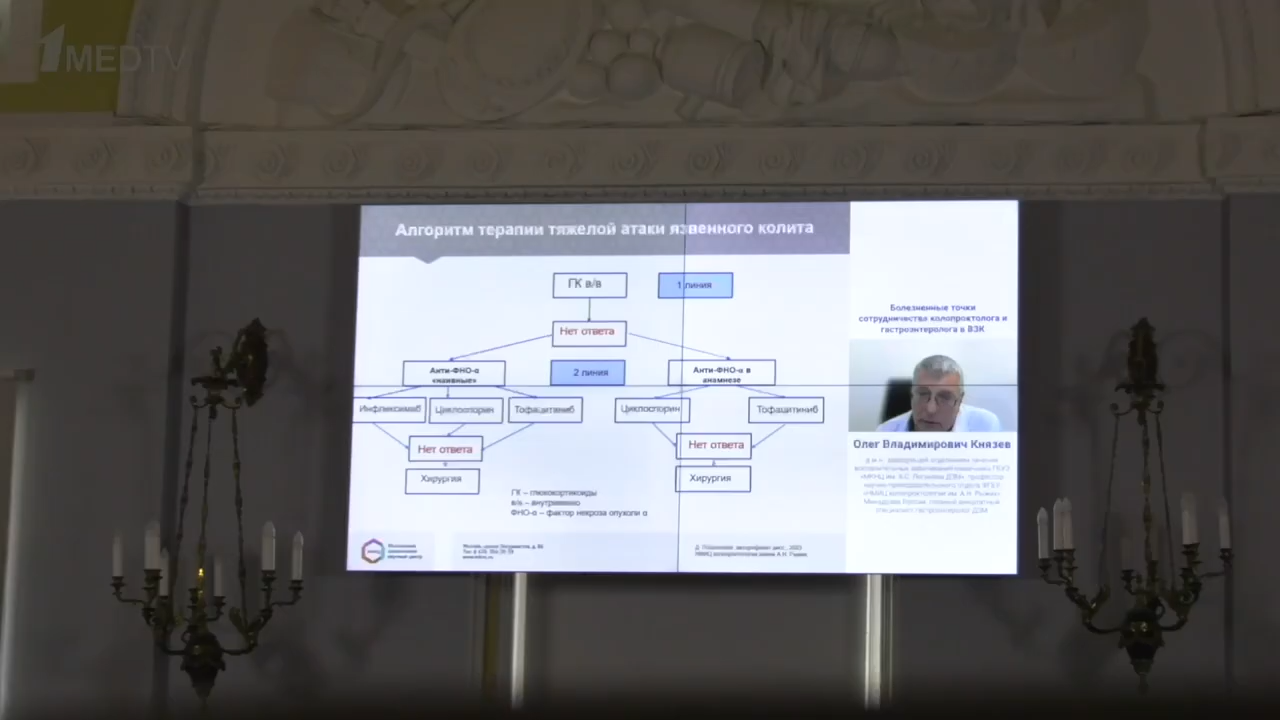 1MEDTV
Алгоритм терапии тяжелой атаки язвенного колита
ГК в/в
1 линия
Нет ответа
Анти-ФНО-α
«наивные»
2 линия
Анти-ФНО-α в
анамнезе
Инфликсимаб
Циклоспорин
Тофацитиниб
Циклоспорин
Тофацитиниб
Нет ответа
Нет ответа
Хирургия
Хирургия
ГК – глюкокортикоиды
в/в – внутривенно
ФНО-α – фактор некроза опухоли α
Болезненные точки
сотрудничества колопроктолога и
гастроэнтеролога в ВЗК
Олег Владимирович Князев